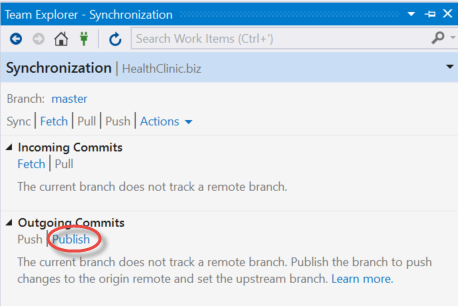 Team Explorer - Synchronization
Search Work Items (Ctrl+')
Synchronization | HealthClinic.biz
Branch: master
Sync | Fetch | Pull | Push | Actions
Incoming Commits
Fetch | Pull
The current branch does not track a remote branch.
Outgoing Commits
Push | Publish
The current branch does not track a remote branch. Publish the branch to push
changes to the origin remote and set the upstream branch. Learn more.